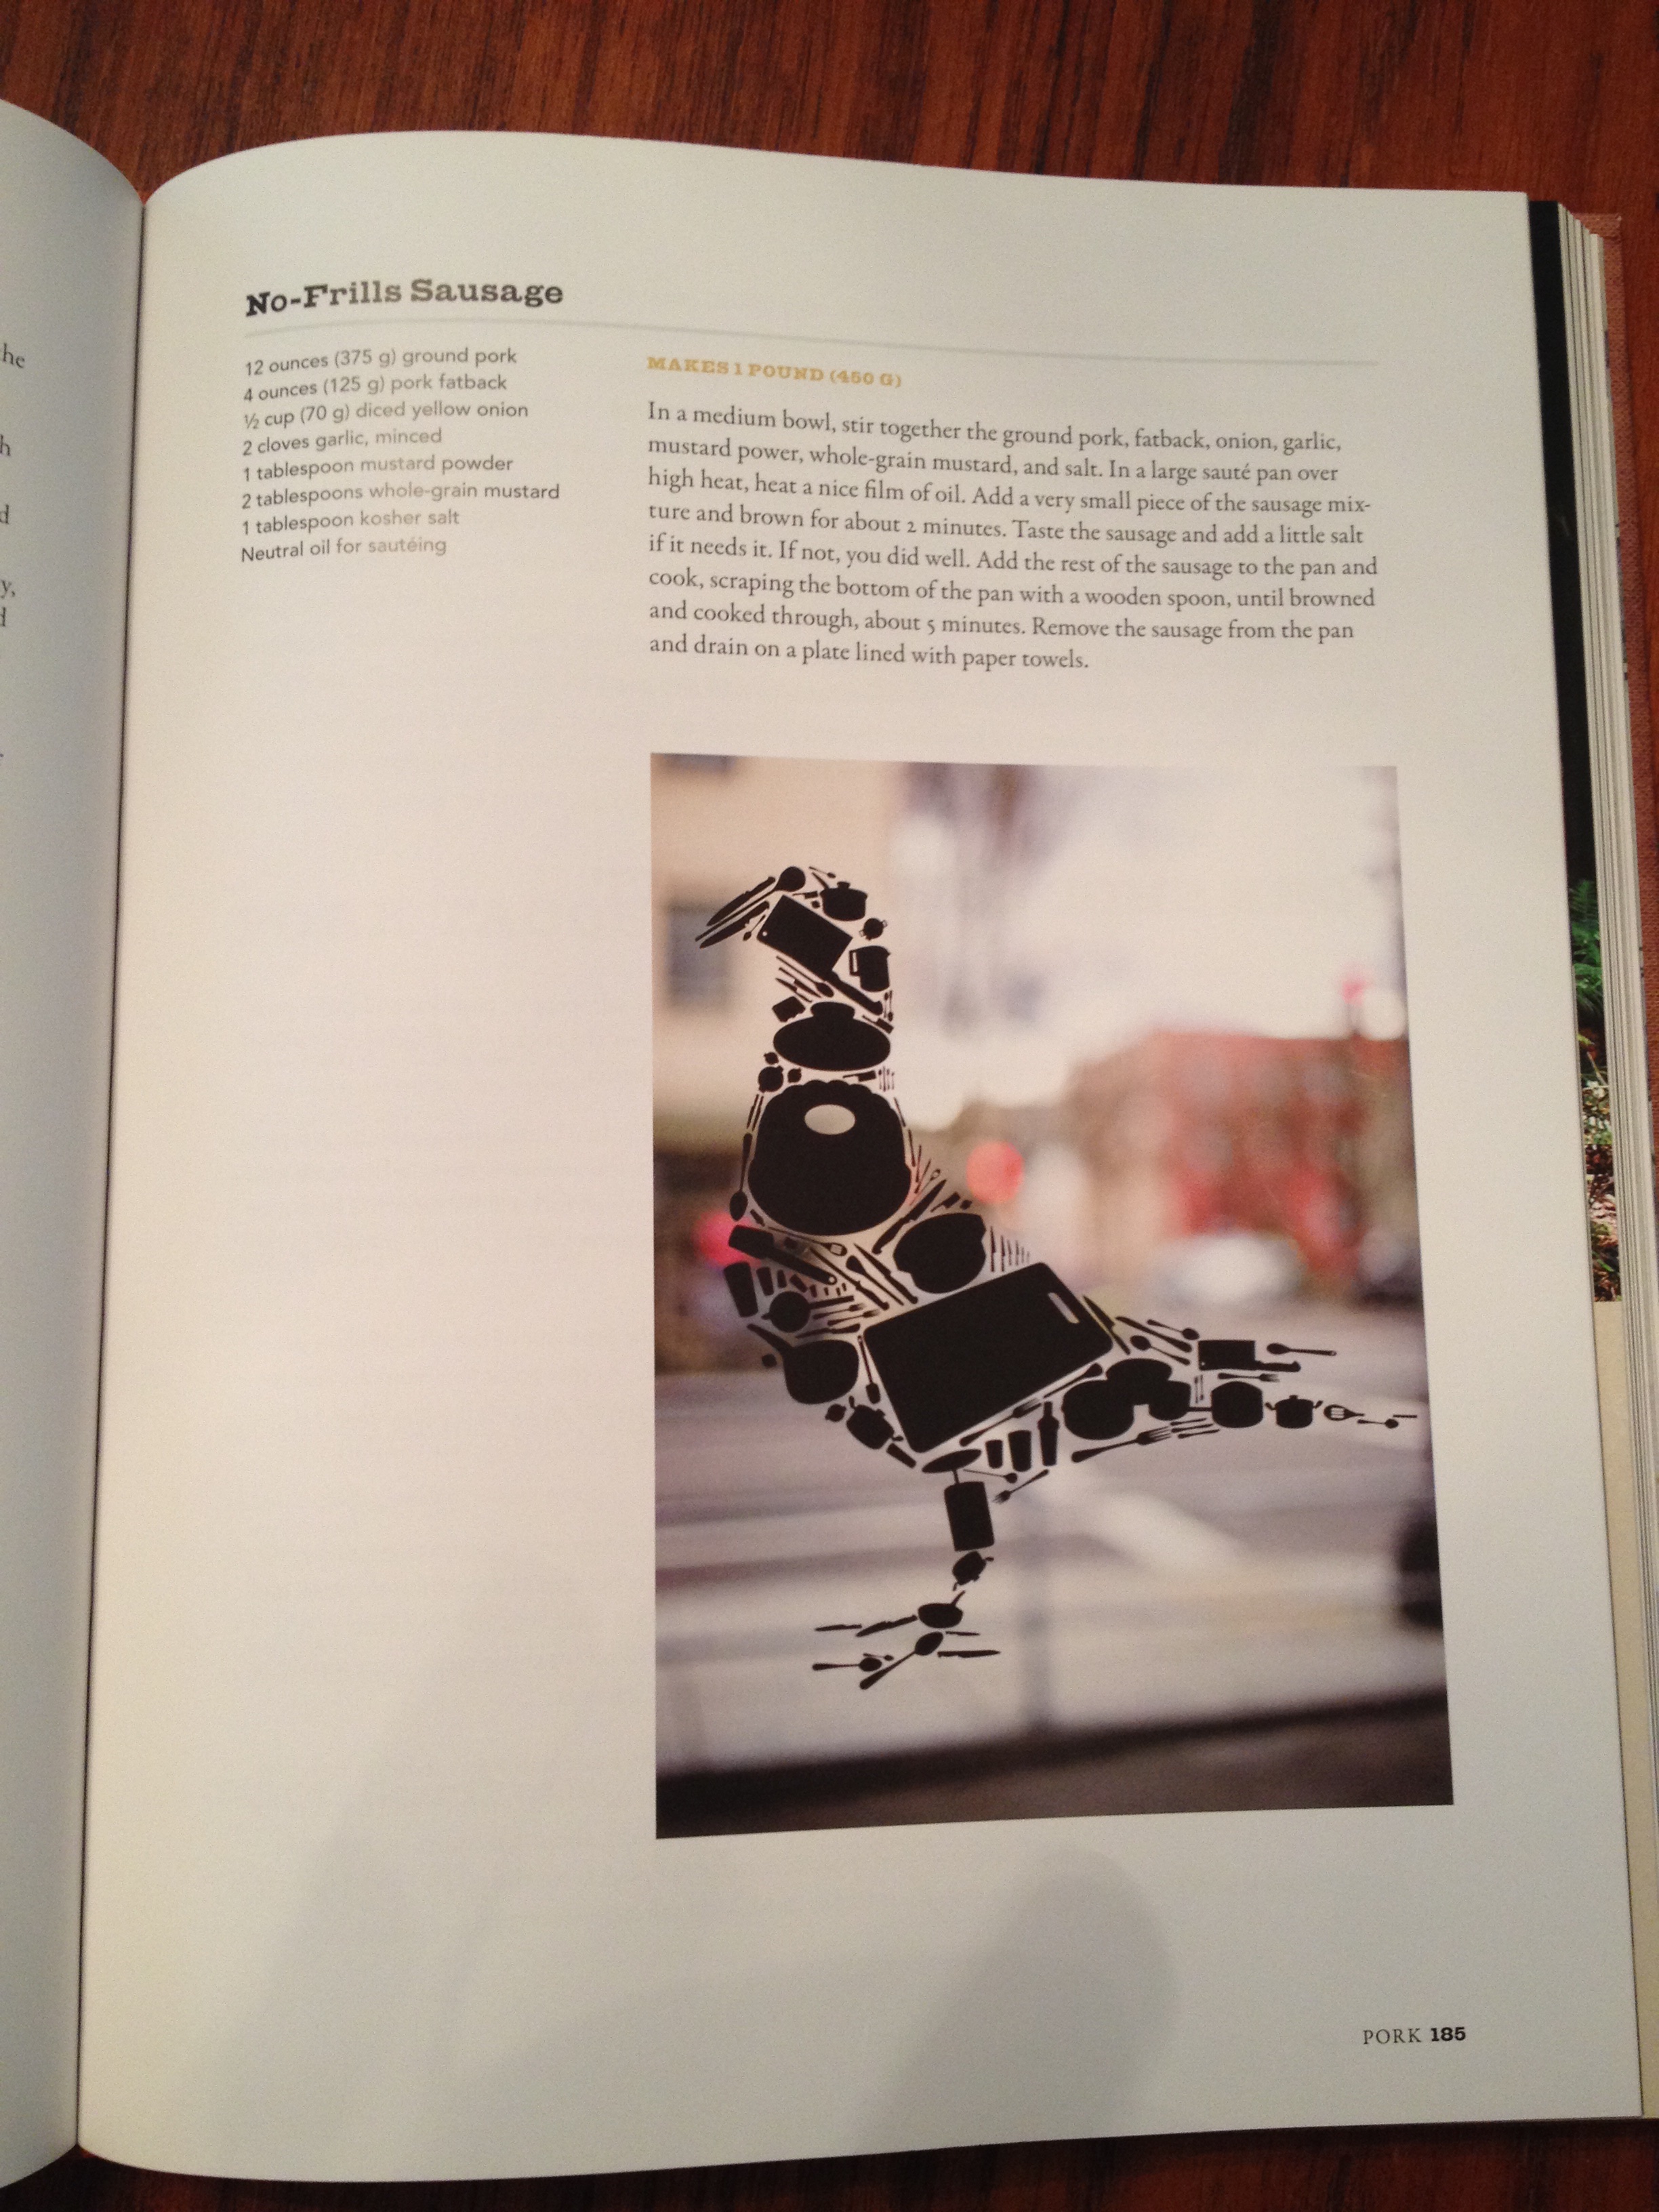 he
h
d
y,
No-Frills Sausage
12 ounces (375 g) ground pork
4 ounces (125 g) pork fatback
½ cup (70 g) diced yellow onion
2 cloves garlic, minced
1 tablespoon mustard powder
2 tablespoons whole-grain mustard
1 tablespoon kosher salt
Neutral oil for sautéing
MAKES 1 POUND (450 G)
In a medium bowl, stir together the ground pork, fatback, onion, garlic,
mustard power, whole-grain mustard, and salt. In a large sauté pan over
high heat, heat a nice film of oil. Add a very small piece of the sausage mix-
ture and brown for about 2 minutes. Taste the sausage and add a little salt
if it needs it. If not, you did well. Add the rest of the sausage to the pan and
cook, scraping the bottom of the pan with a wooden spoon, until browned
and cooked through, about 5 minutes. Remove the sausage from the pan
and drain on a plate lined with paper towels.
PORK 185